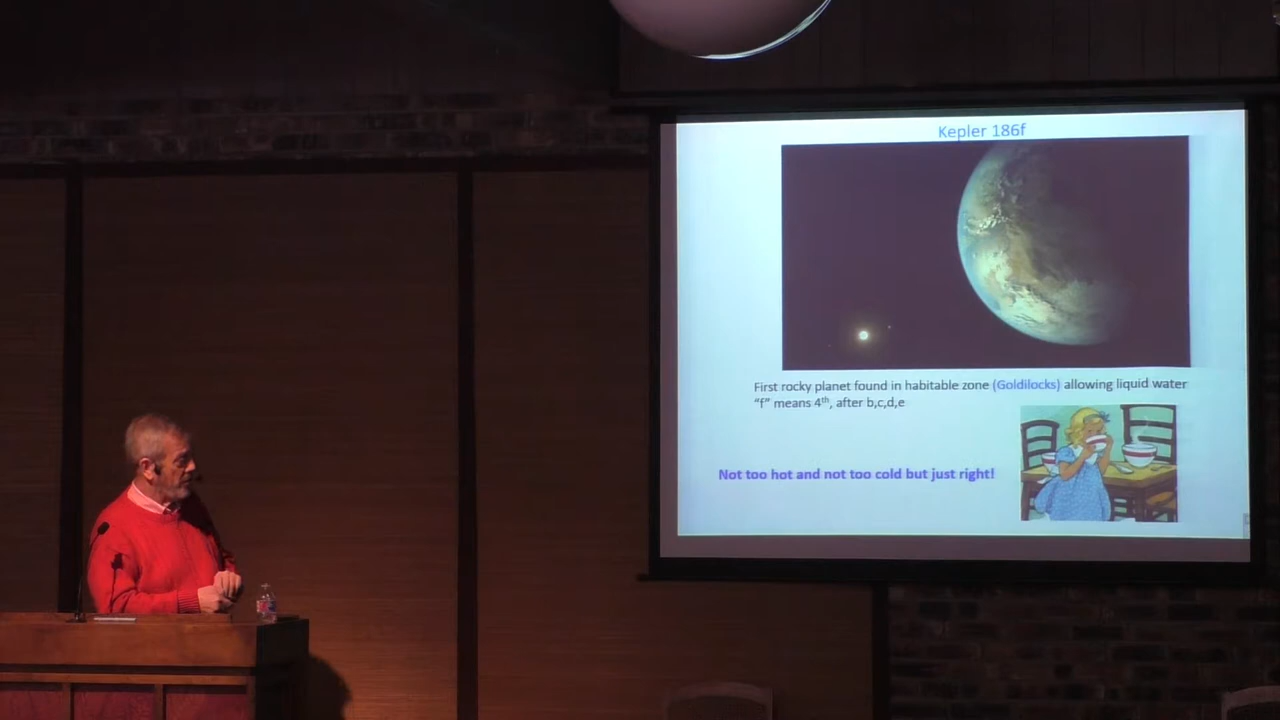 Kepler 186f
First rocky planet found in habitable zone (Goldilocks) allowing liquid water
“f” means 4th, after b,c,d,e
Not too hot and not too cold but just right!